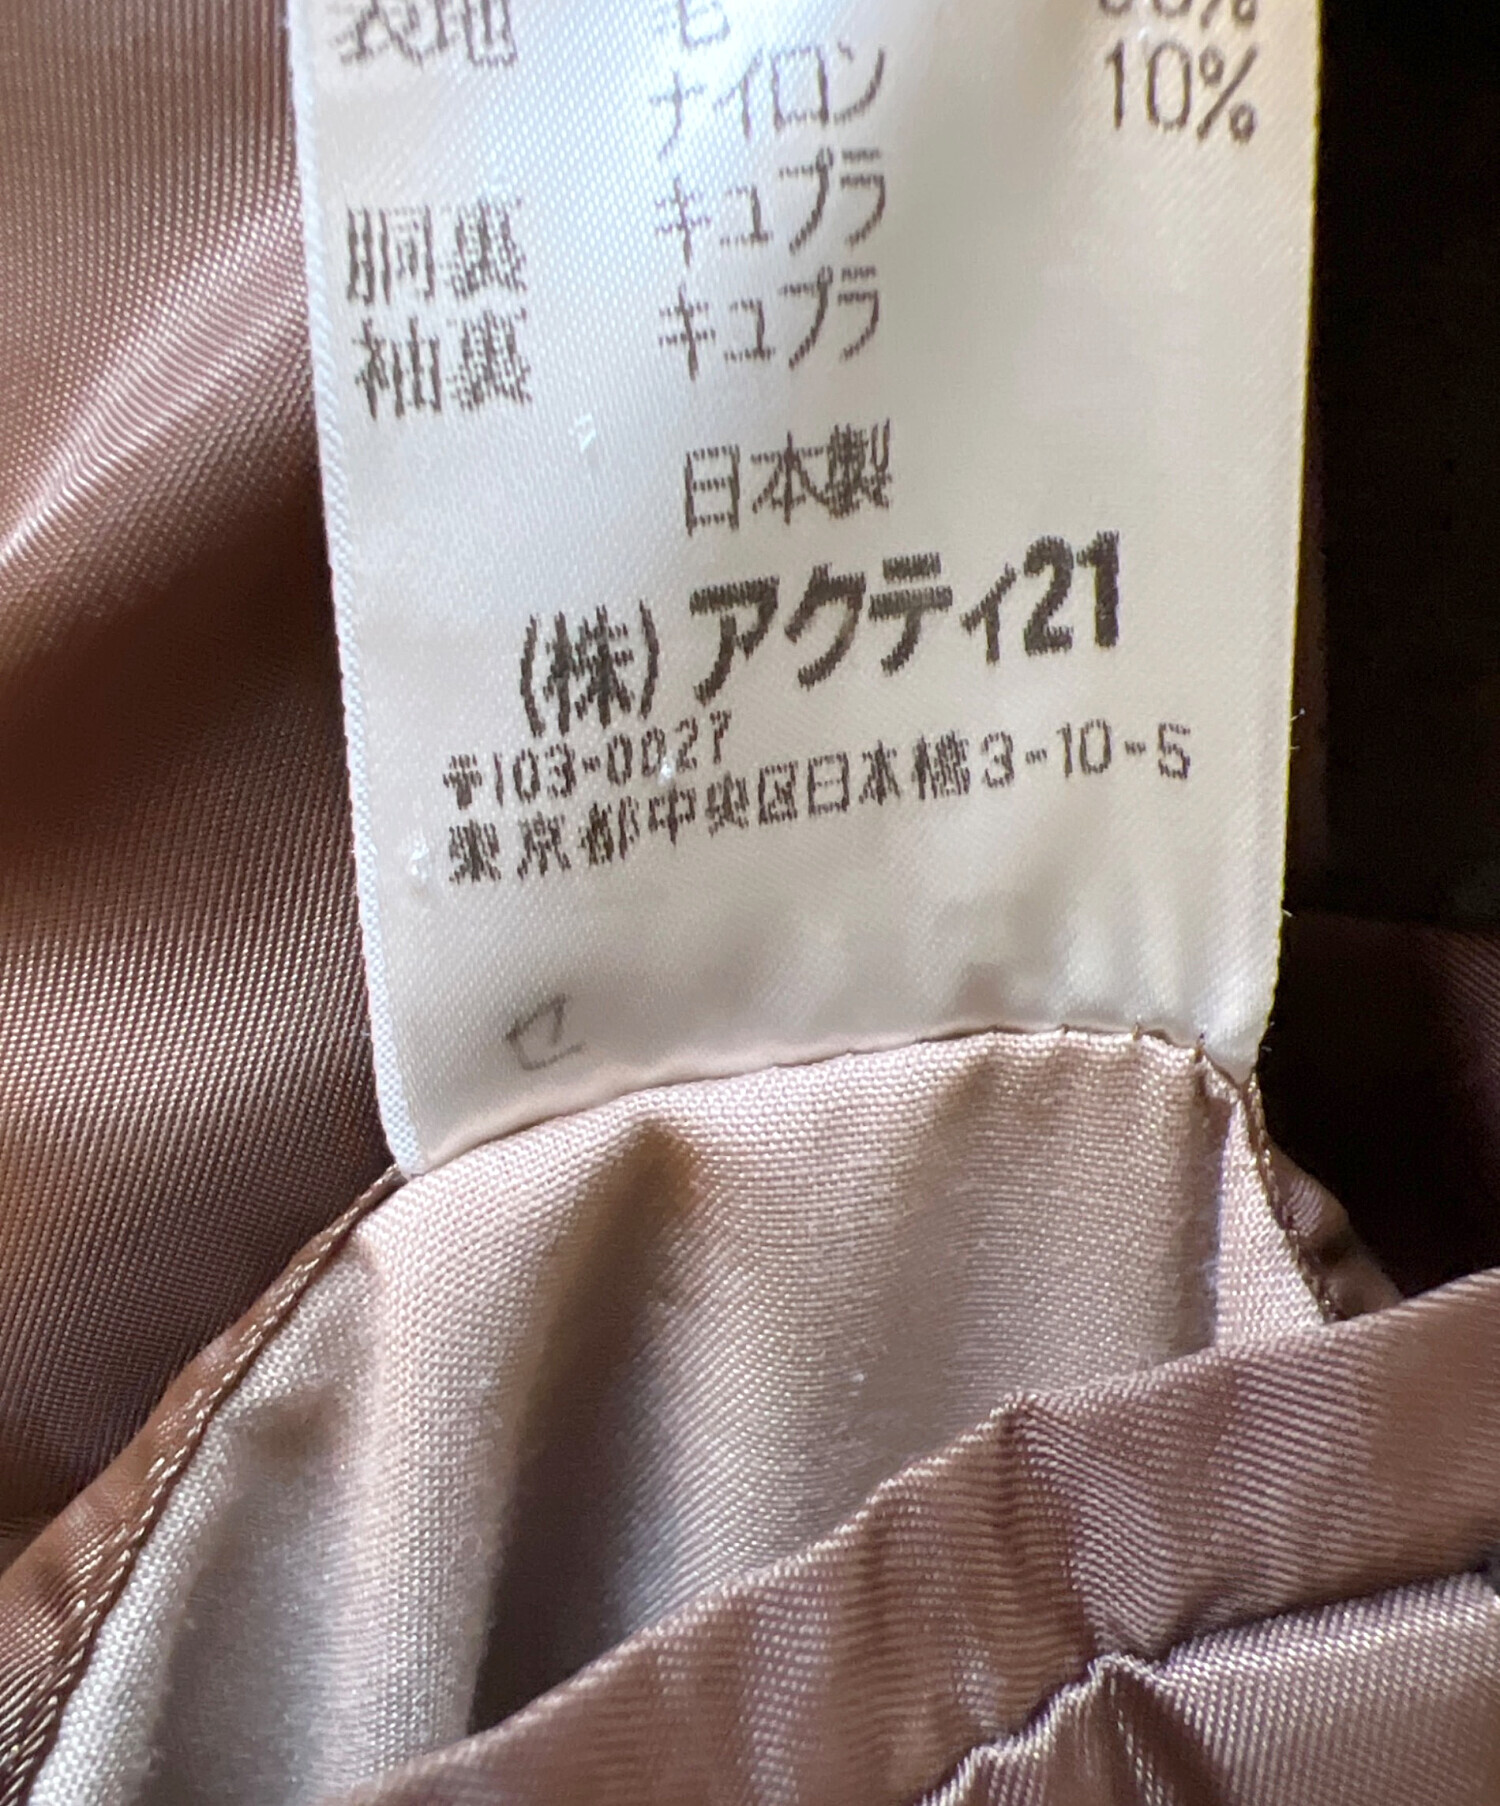 表地 毛
ナイロン 10%
胴裏 キュプラ
袖裏 キュプラ
日本製
(株)アクティ21
〒103-0027
東京都中央区日本橋3-10-5
セ